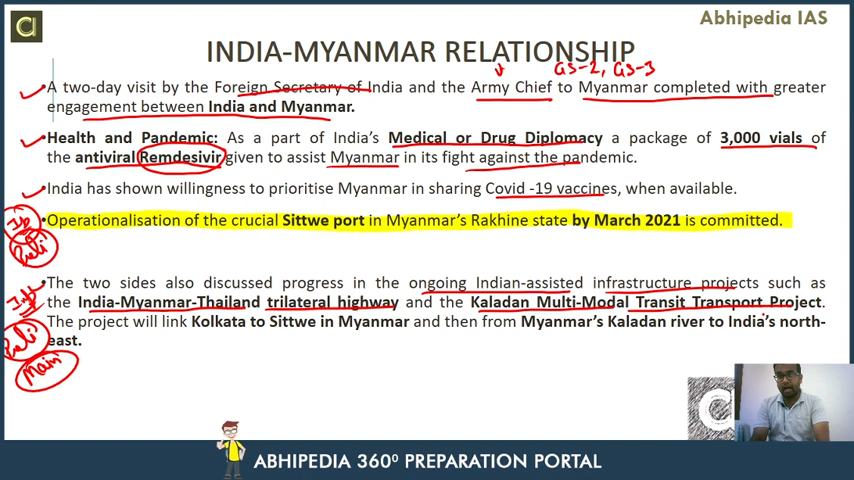 Abhipedia IAS
INDIA-MYANMAR RELATIONSHIP
GS-2, GS-3
A two-day visit by the Foreign Secretary of India and the Army Chief to Myanmar completed with greater
engagement between India and Myanmar.
Health and Pandemic: As a part of India's Medical or Drug Diplomacy a package of 3,000 vials of
the antiviral Remdesivir given to assist Myanmar in its fight against the pandemic.
India has shown willingness to prioritise Myanmar in sharing Covid -19 vaccines, when available.
Operationalisation of the crucial Sittwe port in Myanmar's Rakhine state by March 2021 is committed.
The two sides also discussed progress in the ongoing Indian-assisted infrastructure projects such as
the India-Myanmar-Thailand trilateral highway and the Kaladan Multi-Modal Transit Transport Project.
The project will link Kolkata to Sittwe in Myanmar and then from Myanmar's Kaladan river to India's north-
east.
Main
ABHIPEDIA 360⁰ PREPARATION PORTAL